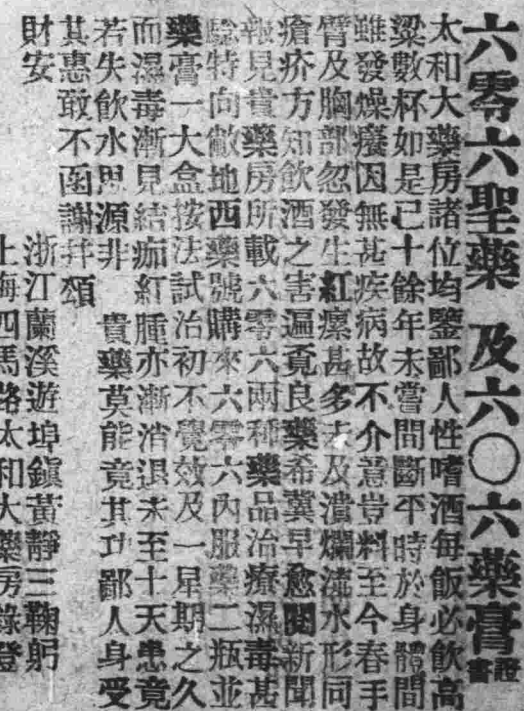 六零六聖藥 及六〇六藥膏證書
太和大藥房諸位均鑒鄙人性嗜酒每飯必飲高
粱數杯如是已十餘年未嘗間斷平時於身體間
雖發燥癢因無甚疾病故不介意豈料至今春手
臂及胸部忽發生紅瘰甚多未及潰爛流水形同
瘡疥方知飲酒之害遍覓良藥希冀早愈閱新聞
報見貴藥房所載六零六兩種藥品治療濕毒甚
驗特向敝地西藥號購來六零六內服藥二瓶並
藥膏一大盒按法試治初不覺效及一星期之久
而濕毒漸見結痂紅腫亦漸消退未至十天患竟
若失飲水思源非 貴藥莫能竟其功鄙人身受
其惠敢不函謝幷頌
財安
浙江蘭溪遊埠鎭黃靜三鞠躬
上海四馬路太和大藥房錄登